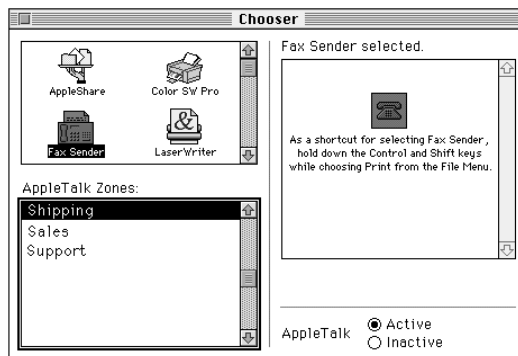 Chooser
AppleShare
Color SW Pro
Fax Sender
LaserWriter
AppleTalk Zones:
Shipping
Sales
Support
Fax Sender selected.
As a shortcut for selecting Fax Sender,
hold down the Control and Shift keys
while choosing Print from the File Menu.
AppleTalk
Active
Inactive